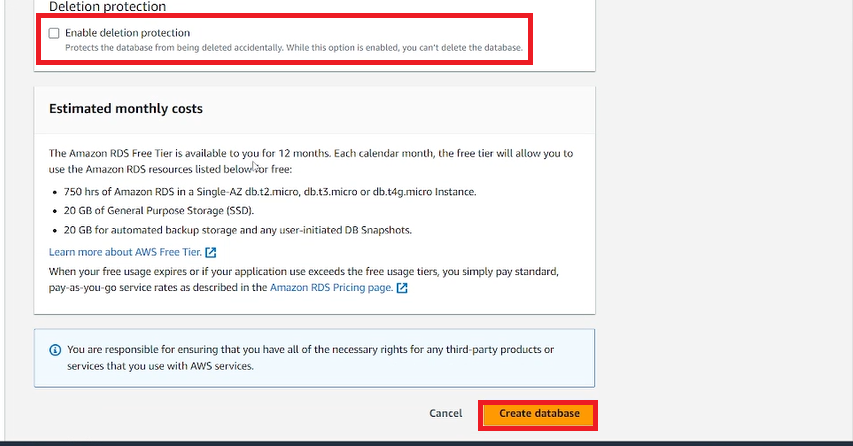 Deletion protection
Enable deletion protection
Protects the database from being deleted accidentally. While this option is enabled, you can't delete the database.
Estimated monthly costs
The Amazon RDS Free Tier is available to you for 12 months. Each calendar month, the free tier will allow you to
use the Amazon RDS resources listed below for free:
• 750 hrs of Amazon RDS in a Single-AZ db.t2.micro, db.t3.micro or db.t4g.micro Instance.
• 20 GB of General Purpose Storage (SSD).
• 20 GB for automated backup storage and any user-initiated DB Snapshots.
Learn more about AWS Free Tier.
When your free usage expires or if your application use exceeds the free usage tiers, you simply pay standard,
pay-as-you-go service rates as described in the Amazon RDS Pricing page.
You are responsible for ensuring that you have all of the necessary rights for any third-party products or
services that you use with AWS services.
Cancel Create database